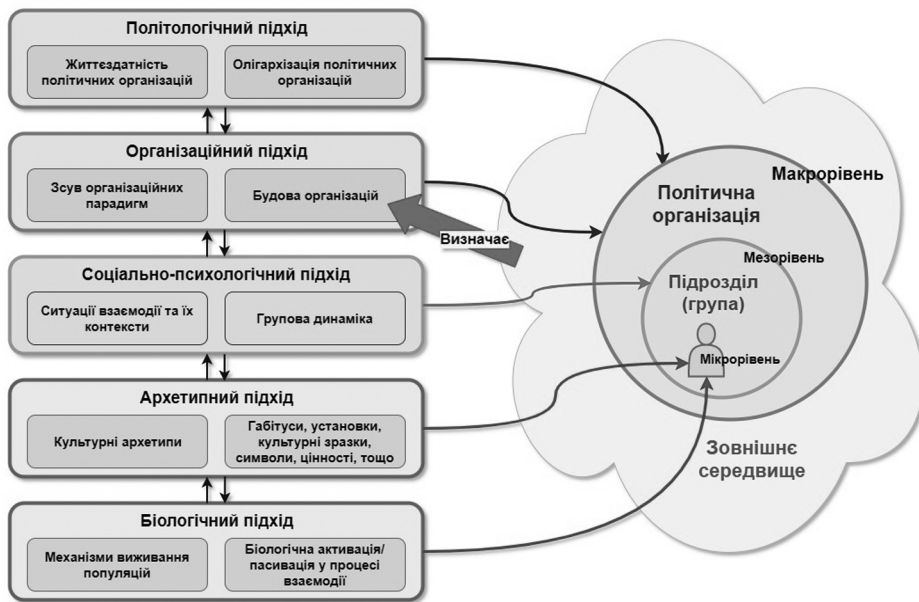 Політологічний підхід
Життєздатність
політичних організацій
Олігархізація політичних
організацій
Організаційний підхід
Зсув організаційних
парадигм
Будова організацій
Визначає
Соціально-психологічний підхід
Ситуації взаємодії та їх
контексти
Групова динаміка
Архетипний підхід
Культурні архетипи
Габітуси, установки,
культурні зразки,
символи, цінності, тощо
Біологічний підхід
Механізми виживання
популяцій
Біологічна активація/
пасивація у процесі
взаємодії
Макрорівень
Політична
організація
Мезорівень
Підрозділ
(група)
Мікрорівень
Зовнішнє
середвище